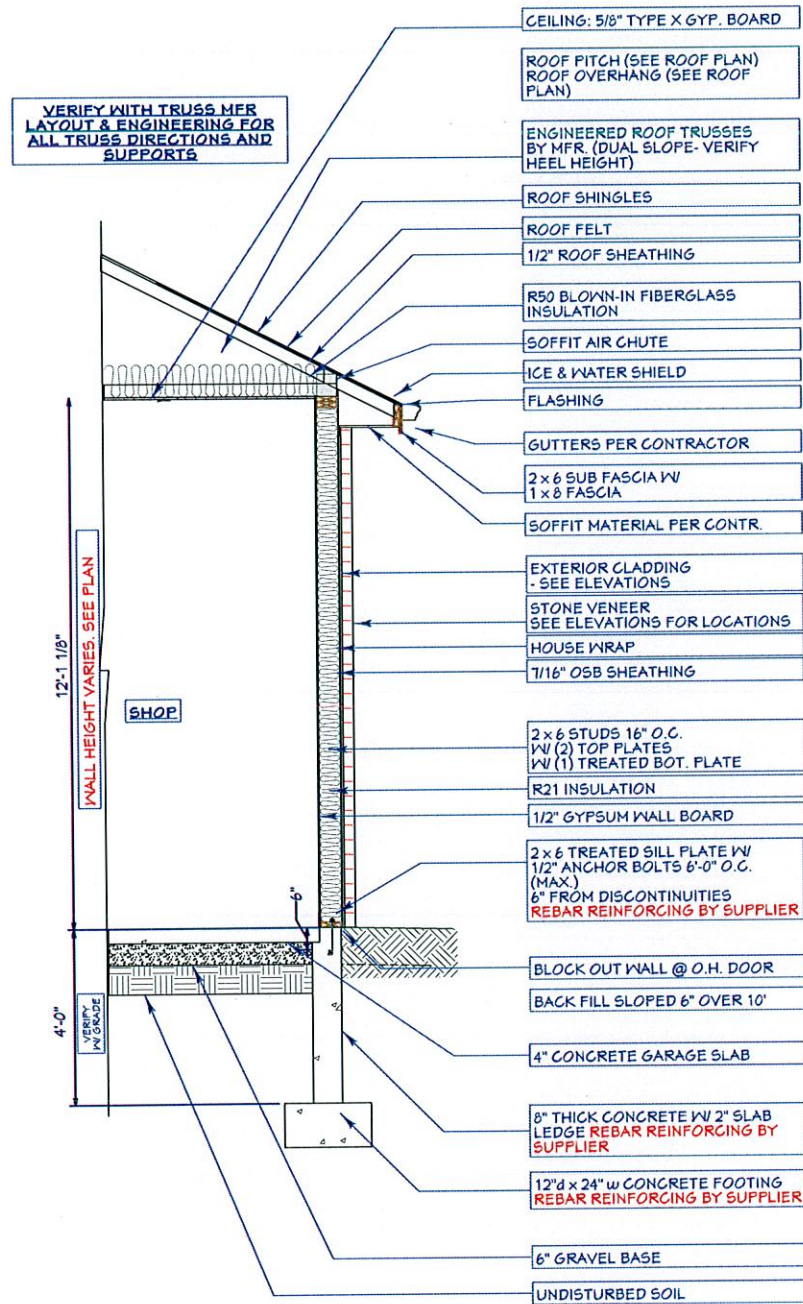 CEILING: 5/8" TYPE X GYP. BOARD
ROOF PITCH (SEE ROOF PLAN)
ROOF OVERHANG (SEE ROOF
PLAN)
VERIFY WITH TRUSS MFR
LAYOUT & ENGINEERING FOR
ALL TRUSS DIRECTIONS AND
SUPPORTS
ENGINEERED ROOF TRUSSES
BY MFR. (DUAL SLOPE- VERIFY
HEEL HEIGHT)
ROOF SHINGLES
ROOF FELT
1/2" ROOF SHEATHING
R50 BLOWN-IN FIBERGLASS
INSULATION
SOFFIT AIR CHUTE
ICE & WATER SHIELD
FLASHING
GUTTERS PER CONTRACTOR
2 x 6 SUB FASCIA W/
1 x 8 FASCIA
SOFFIT MATERIAL PER CONTR.
EXTERIOR CLADDING
- SEE ELEVATIONS
STONE VENEER
SEE ELEVATIONS FOR LOCATIONS
HOUSE WRAP
7/16" OSB SHEATHING
12'-1 1/8"
WALL HEIGHT VARIES. SEE PLAN
SHOP
2 x 6 STUDS 16" O.C.
W/ (2) TOP PLATES
W/ (1) TREATED BOT. PLATE
R21 INSULATION
1/2" GYPSUM WALL BOARD
2 x 6 TREATED SILL PLATE W/
1/2" ANCHOR BOLTS 6'-0" O.C.
(MAX.)
6" FROM DISCONTINUITIES
REBAR REINFORCING BY SUPPLIER
6"
BLOCK OUT WALL @ O.H. DOOR
BACK FILL SLOPED 6" OVER 10'
4'-0"
VERIFY
W/ GRADE
4" CONCRETE GARAGE SLAB
8" THICK CONCRETE W/ 2" SLAB
LEDGE REBAR REINFORCING BY
SUPPLIER
12"d x 24" w CONCRETE FOOTING
REBAR REINFORCING BY SUPPLIER
6" GRAVEL BASE
UNDISTURBED SOIL